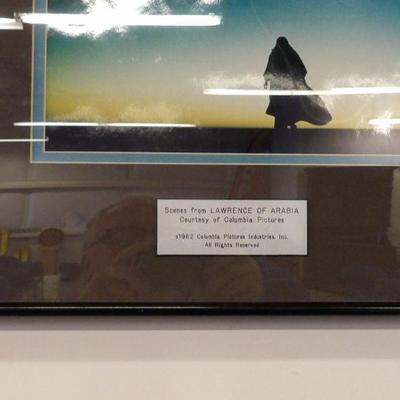 Scenes from LAWRENCE OF ARABIA
Courtesy of Columbia Pictures
©1962 Columbia Pictures Industries, Inc.
All Rights Reserved